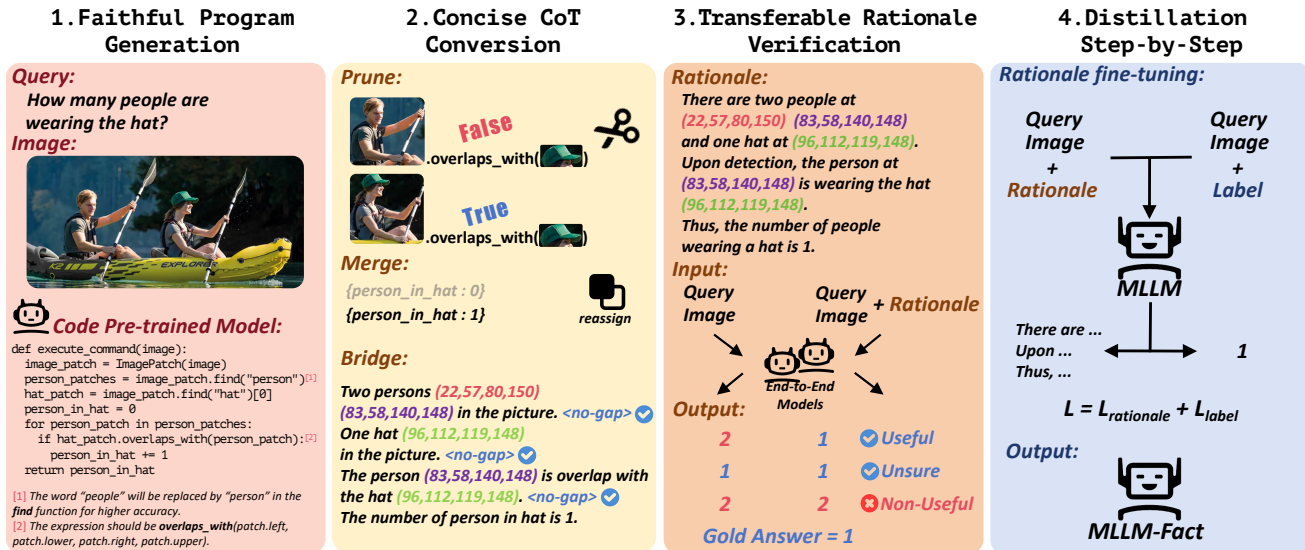 1.Faithful Program
Generation
Query:
How many people are
wearing the hat?
Image:
K2
EXPLORER
Code Pre-trained Model:
def execute_command(image):
image_patch = ImagePatch(image)
person_patches = image_patch.find("person")[1]
hat_patch = image_patch.find("hat")[0]
person_in_hat = 0
for person_patch in person_patches:
if hat_patch.overlaps_with(person_patch):[2]
person_in_hat += 1
return person_in_hat
[1] The word “people” will be replaced by “person” in the
find function for higher accuracy.
[2] The expression should be overlaps_with(patch.left,
patch.lower, patch.right, patch.upper).
2.Concise CoT
Conversion
Prune:
False
.overlaps_with( )
True
.overlaps_with( )
Merge:
{person_in_hat : 0}
{person_in_hat : 1}
reassign
Bridge:
Two persons (22,57,80,150)
(83,58,140,148) in the picture. <no-gap>
One hat (96,112,119,148)
in the picture. <no-gap>
The person (83,58,140,148) is overlap with
the hat (96,112,119,148). <no-gap>
The number of person in hat is 1.
3.Transferable Rationale
Verification
Rationale:
There are two people at
(22,57,80,150) (83,58,140,148)
and one hat at (96,112,119,148).
Upon detection, the person at
(83,58,140,148) is wearing the hat
(96,112,119,148).
Thus, the number of people
wearing a hat is 1.
Input:
Query
Image
Query
Image
+ Rationale
End-to-End
Models
Output:
2 1 Useful
1 1 Unsure
2 2 Non-Useful
Gold Answer = 1
4.Distillation
Step-by-Step
Rationale fine-tuning:
Query
Image
+
Rationale
Query
Image
+
Label
MLLM
There are ...
Upon ...
Thus, ...
1
L = Lrationale + Llabel
Output:
MLLM-Fact